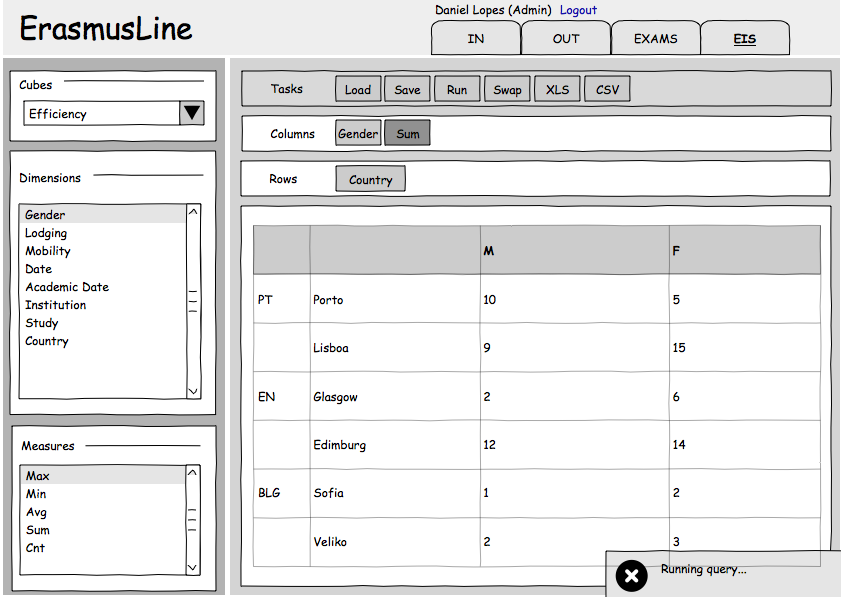 Daniel Lopes (Admin) Logout
ErasmusLine
IN OUT EXAMS EIS
Cubes
Efficiency
Dimensions
Gender
Lodging
Mobility
Date
Academic Date
Institution
Study
Country
Measures
Max
Min
Avg
Sum
Cnt
Tasks Load Save Run Swap XLS CSV
Columns Gender Sum
Rows Country
M F
PT Porto 10 5
Lisboa 9 15
EN Glasgow 2 6
Edimburg 12 14
BLG Sofia 1 2
Veliko 2 3
Running query...